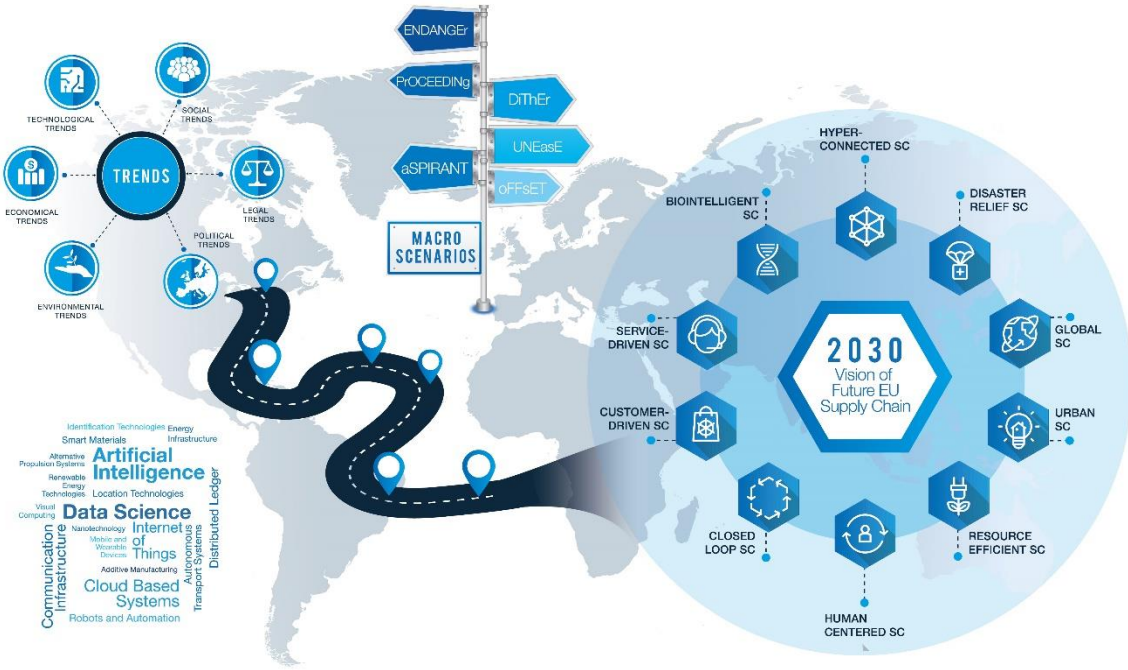 TECHNOLOGICAL
TRENDS
SOCIAL
TRENDS
ECONOMICAL
TRENDS
TRENDS
LEGAL
TRENDS
POLITICAL
TRENDS
ENVIRONMENTAL
TRENDS
ENDANGEr
PrOCEEDINg
DiThEr
UNEasE
aSPIRANT
oFFsET
MACRO
SCENARIOS
HYPER-
CONNECTED SC
BIOINTELLIGENT
SC
DISASTER
RELIEF SC
SERVICE-
DRIVEN SC
GLOBAL
SC
2030
Vision of
Future EU
Supply Chain
CUSTOMER-
DRIVEN SC
URBAN
SC
CLOSED
LOOP SC
RESOURCE
EFFICIENT SC
HUMAN
CENTERED SC
Identification Technologies
Energy
Infrastructure
Smart Materials
Alternative
Propulsion Systems
Artificial
Intelligence
Renewable
Energy
Technologies
Location Technologies
Visual
Computing
Data Science
Distributed Ledger
Communication
Infrastructure
Nanotechnology
Mobile and
Wearable
Devices
Internet
of
Things
Autonomous
Transport Systems
Additive Manufacturing
Cloud Based
Systems
Robots and Automation